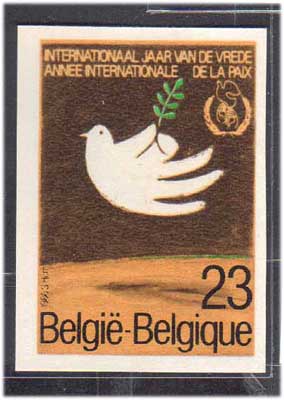 INTERNATIONAAL JAAR VAN DE VREDE
ANNEE INTERNATIONALE DE LA PAIX
23
België-Belgique